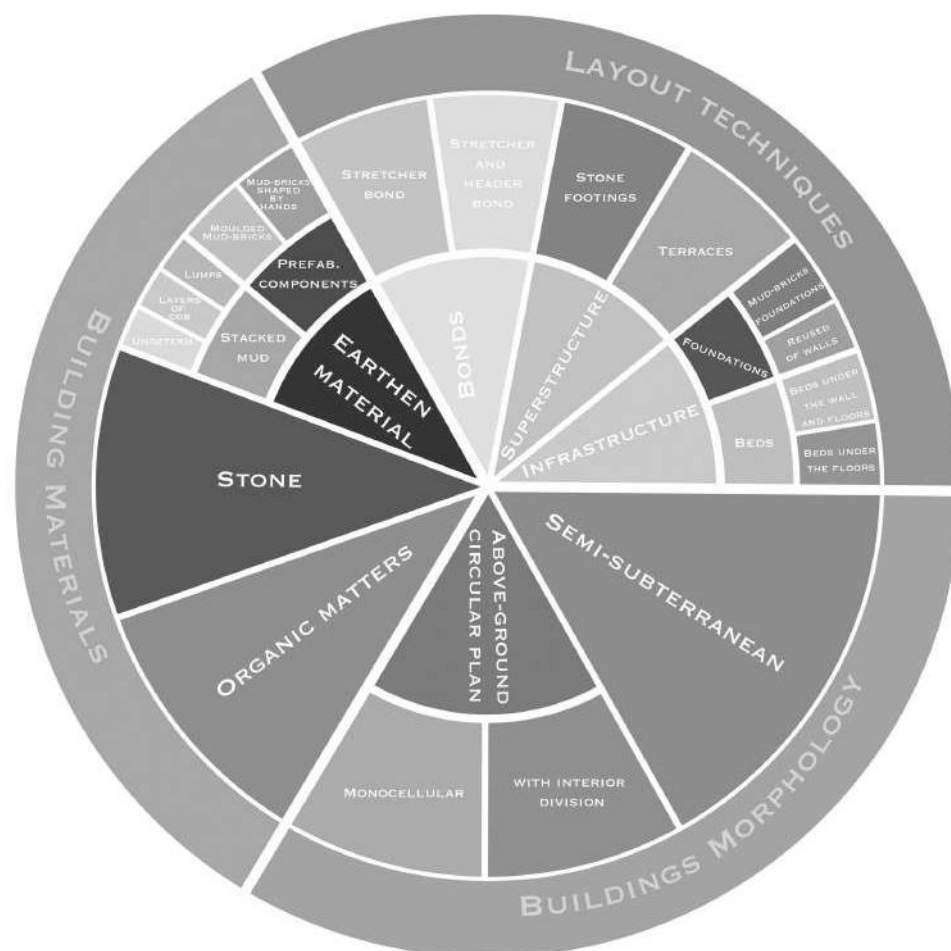 LAYOUT TECHNIQUES
STRETCHER
BOND
STRETCHER
AND
HEADER
BOND
STONE
FOOTINGS
TERRACES
MUD-BRICKS
FOUNDATIONS
REUSED
OF WALLS
BEDS UNDER
THE WALL
AND FLOORS
BEDS UNDER
THE FLOORS
FOUNDATIONS
BEDS
BONDS
SUPERSTRUCTURE
INFRASTRUCTURE
BUILDING MATERIALS
MUD-BRICKS
SHAPED
BY
HANDS
MOULDED
MUD-BRICKS
LUMPS
LAYERS
OF COB
UNDETERM.
PREFAB.
COMPONENTS
STACKED
MUD
EARTHEN
MATERIAL
STONE
ORGANIC MATTERS
BUILDINGS MORPHOLOGY
ABOVE-GROUND
CIRCULAR PLAN
SEMI-SUBTERRANEAN
MONOCELLULAR
WITH INTERIOR
DIVISION